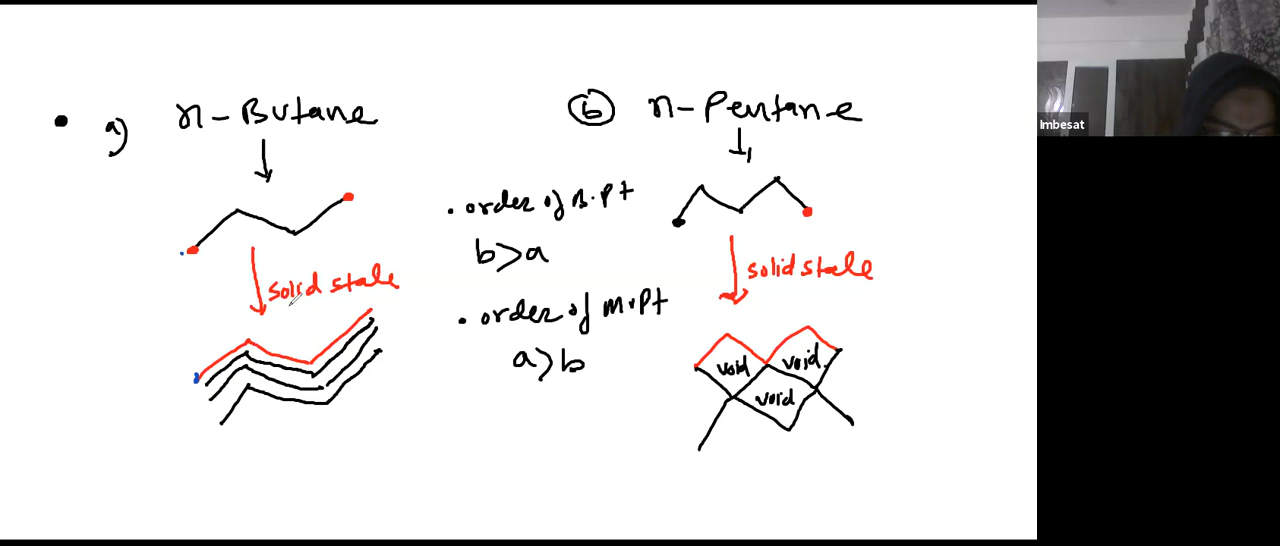 a) n-Butane
(b) n-Pentane
Imbesat
. order of B.Pt
b>a
solid state
solid state
. order of M.Pt
a>b
void
void
void